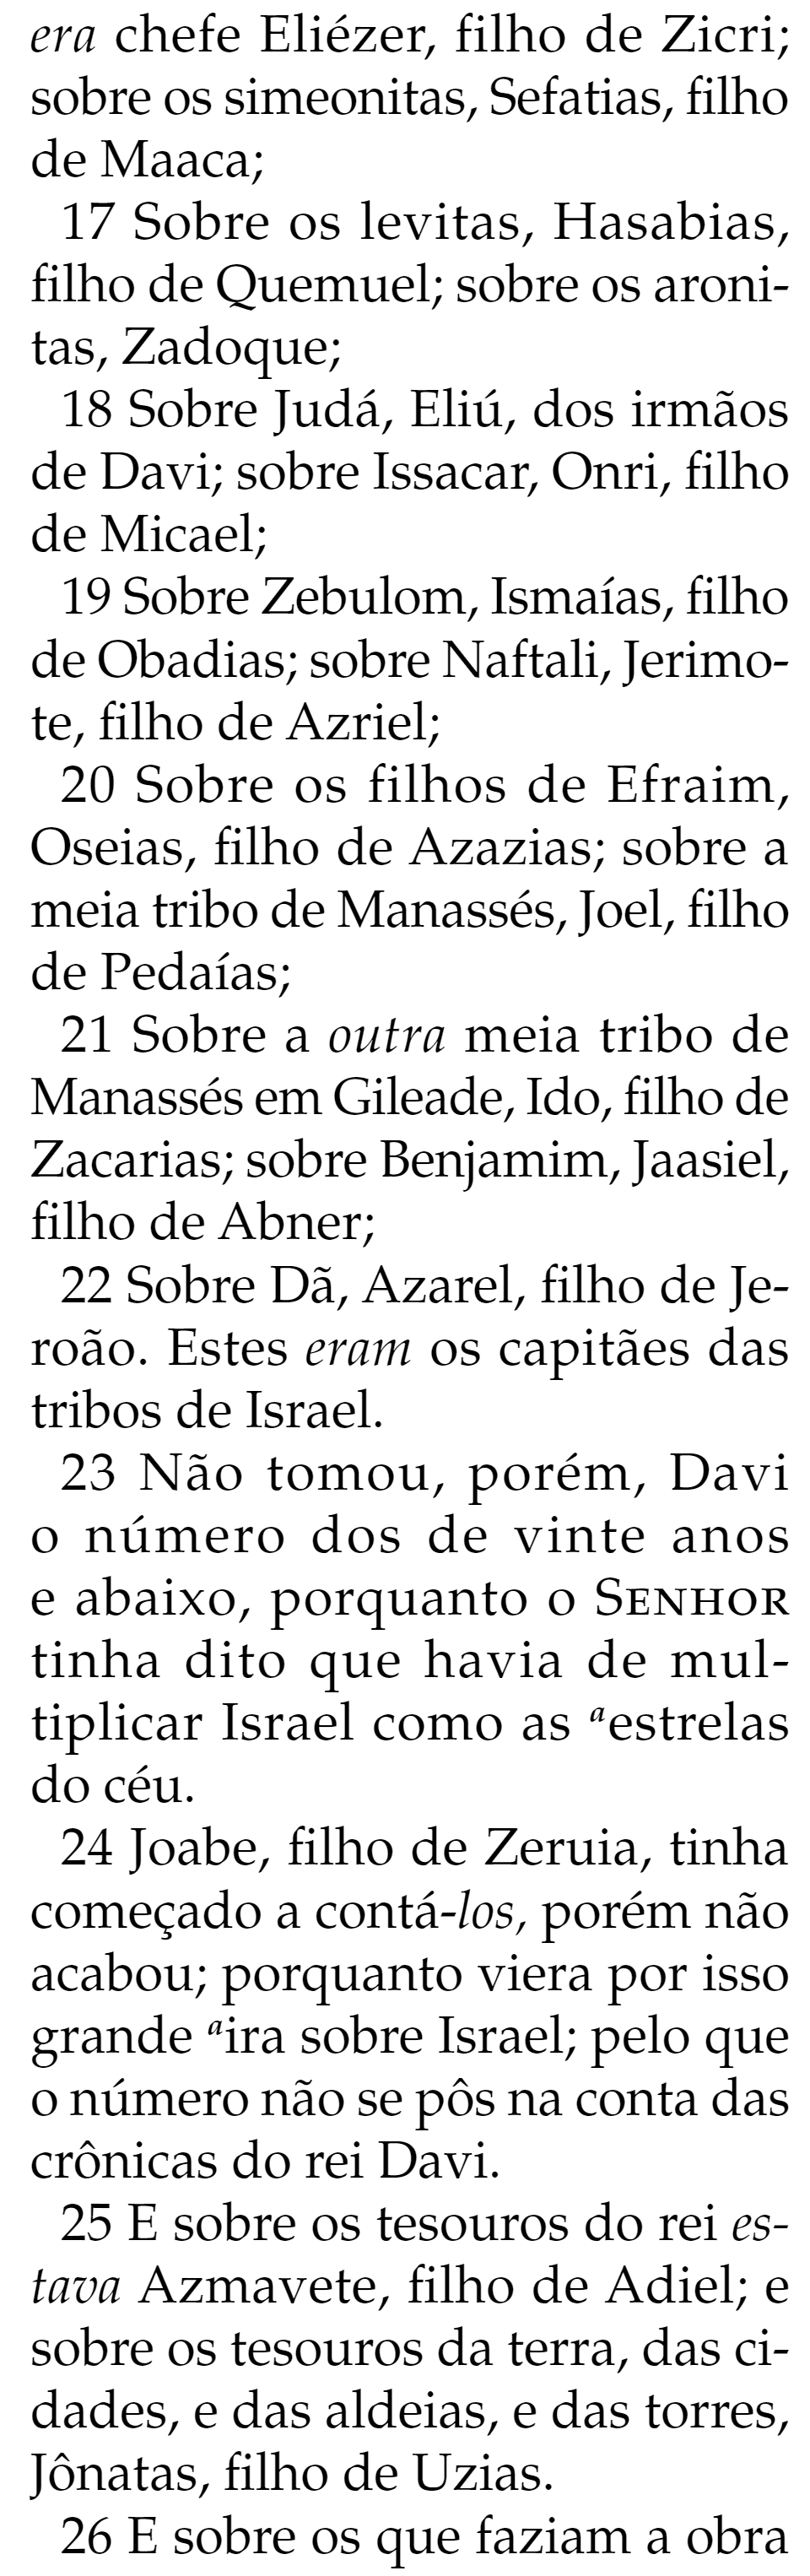 era chefe Eliézer, filho de Zicri;
sobre os simeonitas, Sefatias, filho
de Maaca;
17 Sobre os levitas, Hasabias,
filho de Quemuel; sobre os aroni-
tas, Zadoque;
18 Sobre Judá, Eliú, dos irmãos
de Davi; sobre Issacar, Onri, filho
de Micael;
19 Sobre Zebulom, Ismaías, filho
de Obadias; sobre Naftali, Jerimo-
te, filho de Azriel;
20 Sobre os filhos de Efraim,
Oseias, filho de Azazias; sobre a
meia tribo de Manassés, Joel, filho
de Pedaías;
21 Sobre a outra meia tribo de
Manassés em Gileade, Ido, filho de
Zacarias; sobre Benjamim, Jaasiel,
filho de Abner;
22 Sobre Dã, Azarel, filho de Je-
roão. Estes eram os capitães das
tribos de Israel.
23 Não tomou, porém, Davi
o número dos de vinte anos
e abaixo, porquanto o SENHOR
tinha dito que havia de mul-
tiplicar Israel como as aestrelas
do céu.
24 Joabe, filho de Zeruia, tinha
começado a contá-los, porém não
acabou; porquanto viera por isso
grande aira sobre Israel; pelo que
o número não se pôs na conta das
crônicas do rei Davi.
25 E sobre os tesouros do rei es-
tava Azmavete, filho de Adiel; e
sobre os tesouros da terra, das ci-
dades, e das aldeias, e das torres,
Jônatas, filho de Uzias.
26 E sobre os que faziam a obra